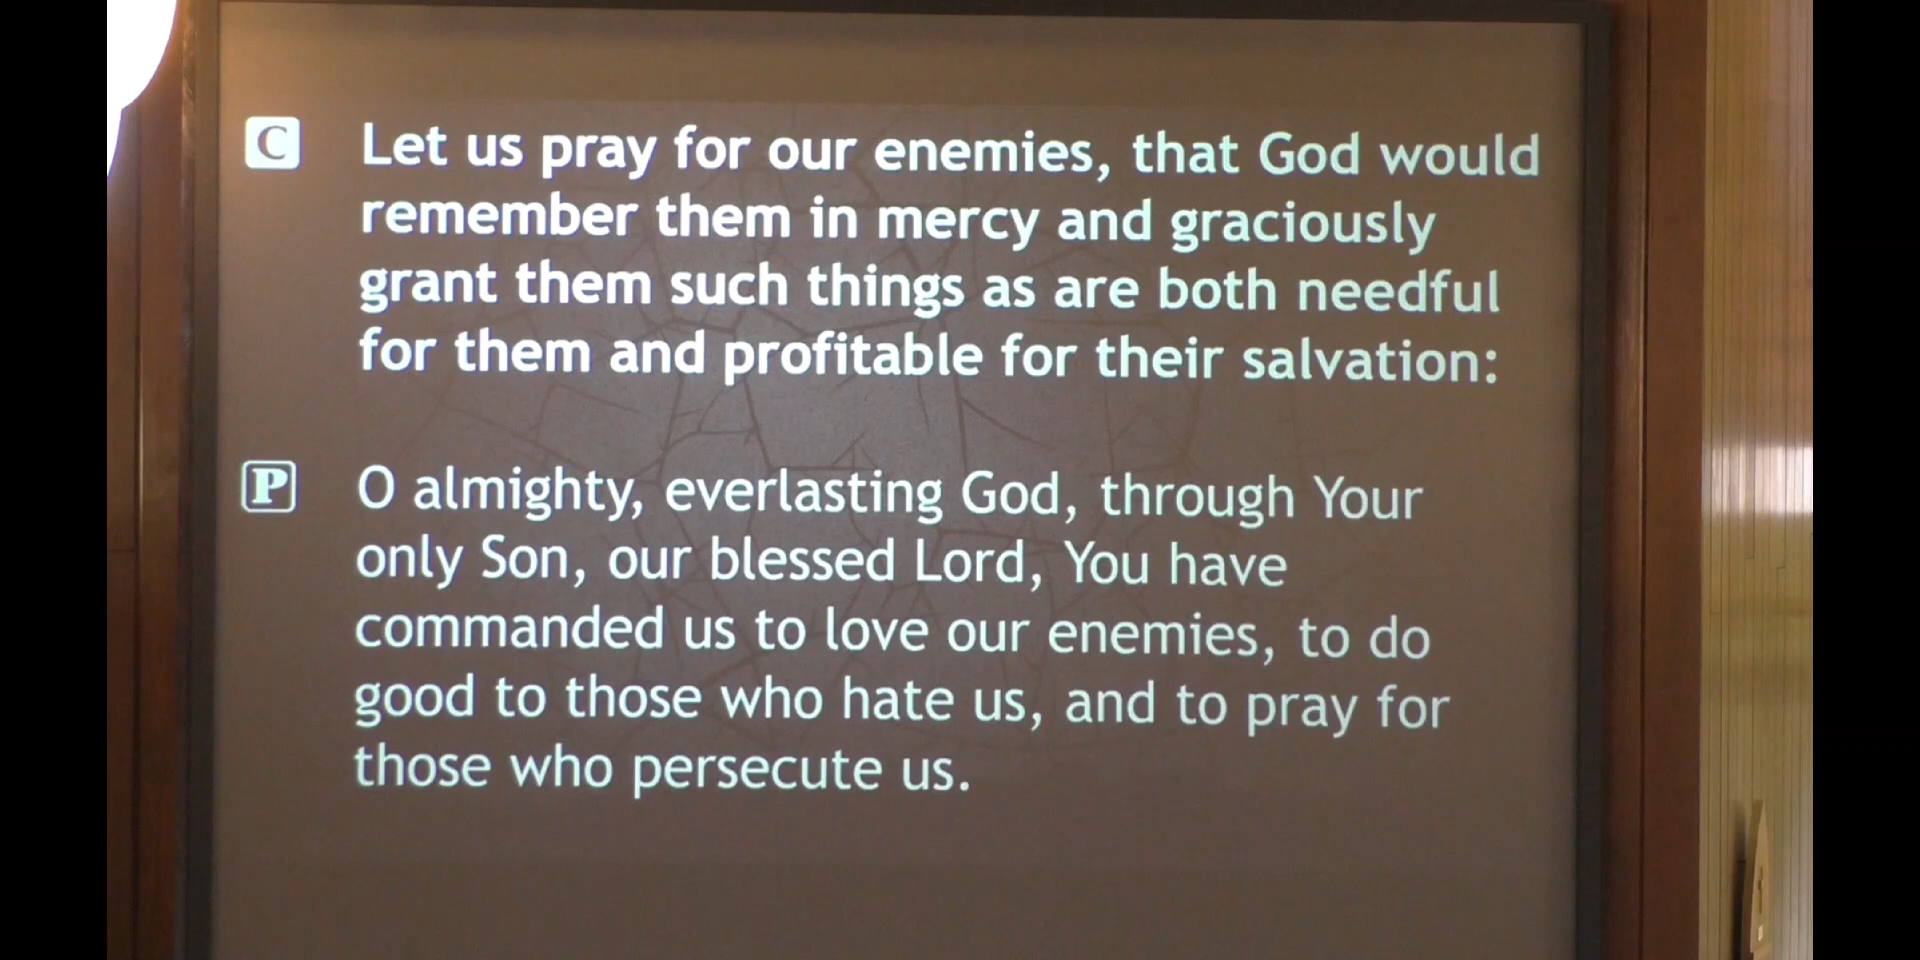 C Let us pray for our enemies, that God would
remember them in mercy and graciously
grant them such things as are both needful
for them and profitable for their salvation:
P O almighty, everlasting God, through Your
only Son, our blessed Lord, You have
commanded us to love our enemies, to do
good to those who hate us, and to pray for
those who persecute us.